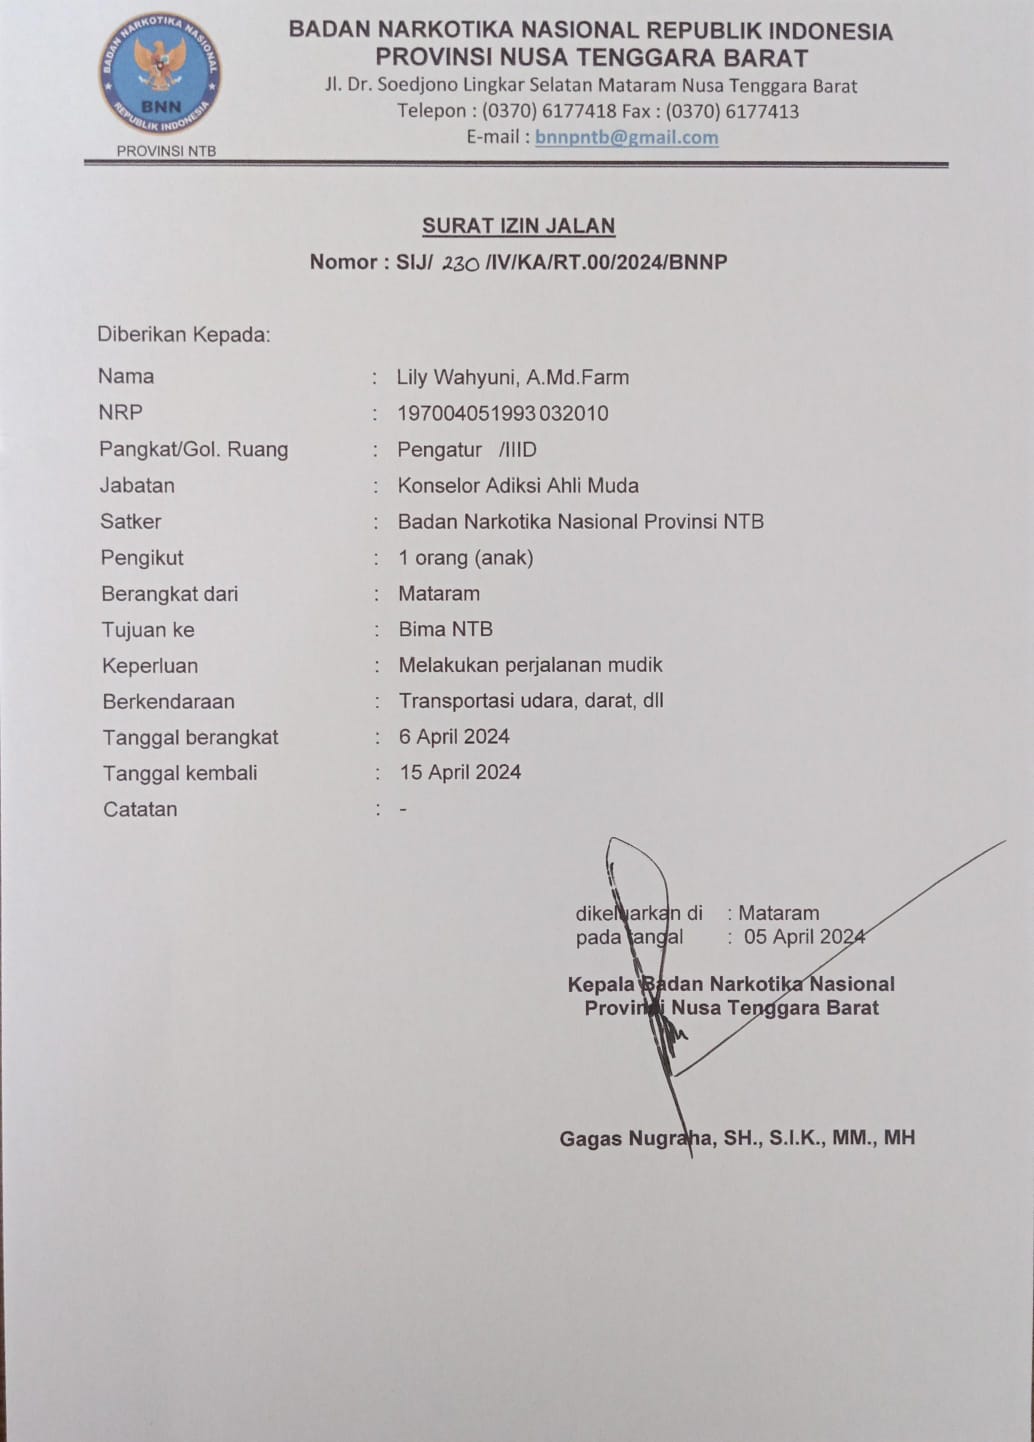 BADAN NARKOTIKA NASIONAL
BNN
REPUBLIK INDONESIA
PROVINSI NTB
BADAN NARKOTIKA NASIONAL REPUBLIK INDONESIA
PROVINSI NUSA TENGGARA BARAT
Jl. Dr. Soedjono Lingkar Selatan Mataram Nusa Tenggara Barat
Telepon : (0370) 6177418 Fax : (0370) 6177413
E-mail : bnnpntb@gmail.com
SURAT IZIN JALAN
Nomor : SIJ/ 230 /IV/KA/RT.00/2024/BNNP
Diberikan Kepada:
Nama : Lily Wahyuni, A.Md.Farm
NRP : 197004051993032010
Pangkat/Gol. Ruang : Pengatur /IIID
Jabatan : Konselor Adiksi Ahli Muda
Satker : Badan Narkotika Nasional Provinsi NTB
Pengikut : 1 orang (anak)
Berangkat dari : Mataram
Tujuan ke : Bima NTB
Keperluan : Melakukan perjalanan mudik
Berkendaraan : Transportasi udara, darat, dll
Tanggal berangkat : 6 April 2024
Tanggal kembali : 15 April 2024
Catatan : -
dikeluarkan di : Mataram
pada tangal : 05 April 2024
Kepala Badan Narkotika Nasional
Provinsi Nusa Tenggara Barat
Gagas Nugraha, SH., S.I.K., MM., MH